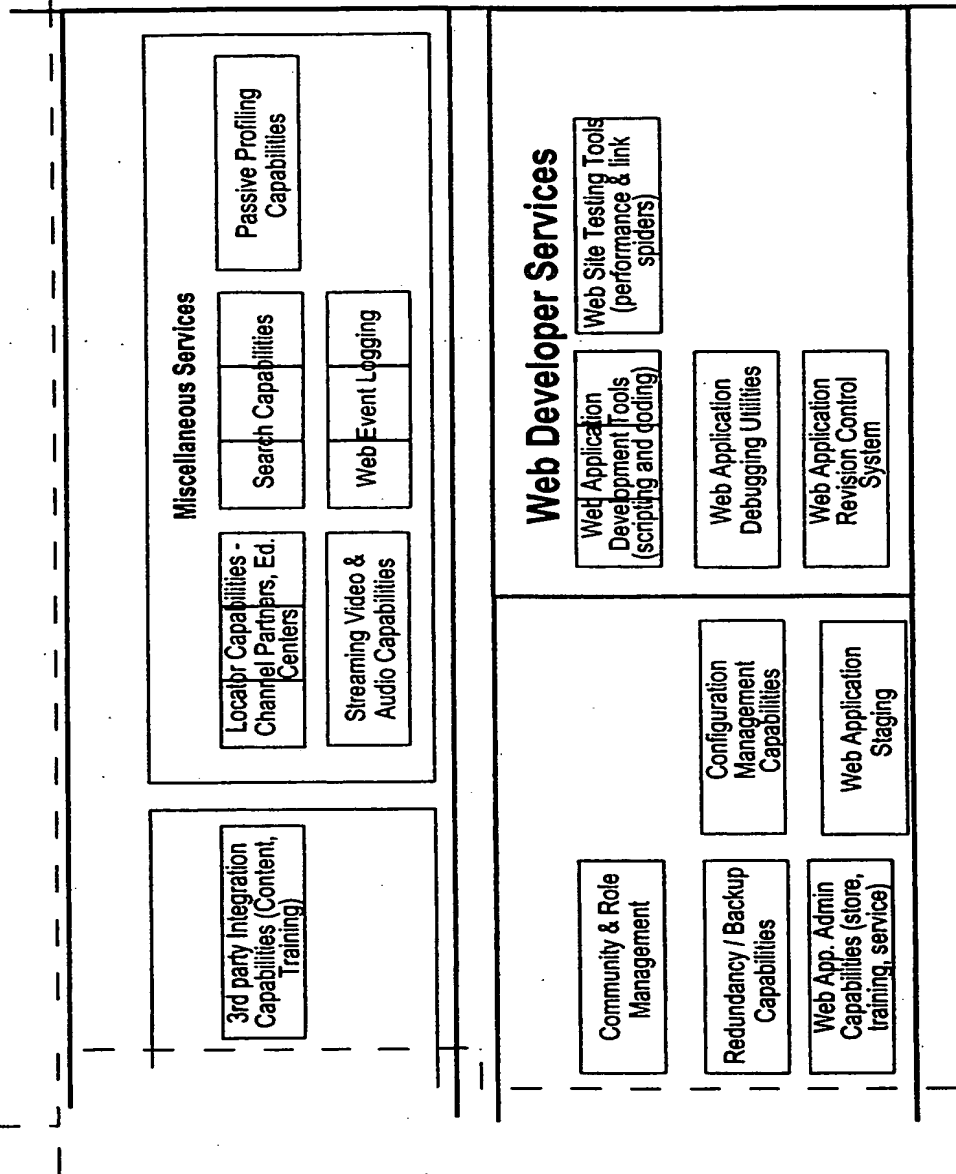 3rd party Integration
Capabilities (Content,
Training)
Miscellaneous Services
Locator Capabilities -
Channel Partners, Ed.
Centers
Search Capabilities
Passive Profiling
Capabilities
Streaming Video &
Audio Capabilities
Web Event Logging
Web Developer Services
Community & Role
Management
Web Application
Development Tools
(scripting and coding)
Web Site Testing Tools
(performance & link
spiders)
Redundancy / Backup
Capabilities
Configuration
Management
Capabilities
Web Application
Debugging Utilities
Web App. Admin
Capabilities (store,
training, service)
Web Application
Staging
Web Application
Revision Control
System